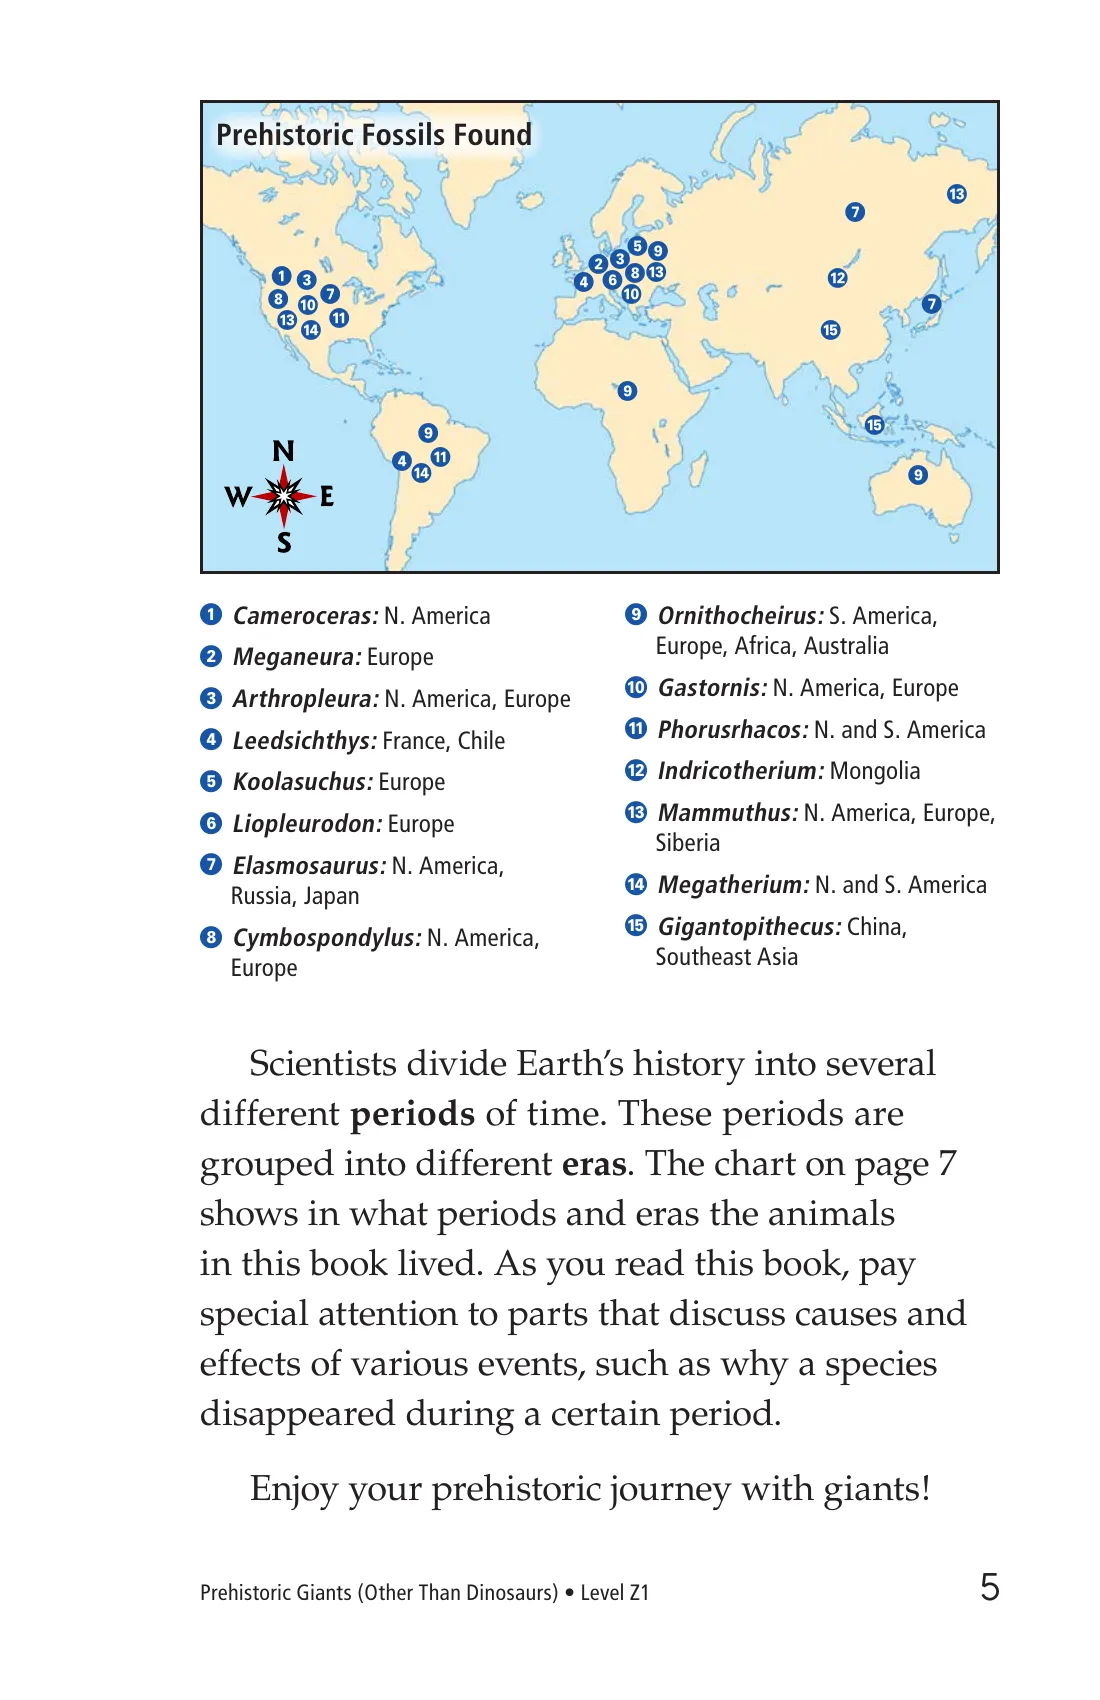 Prehistoric Fossils Found
13
7
5
9
2
3
8
13
12
1
3
4
6
7
10
8
10
7
13
11
14
15
9
15
9
4
11
14
9
N
W
E
S
1 Cameroceras: N. America
2 Meganeura: Europe
3 Arthropleura: N. America, Europe
4 Leedsichthys: France, Chile
5 Koolasuchus: Europe
6 Liopleurodon: Europe
7 Elasmosaurus: N. America,
Russia, Japan
8 Cymbospondylus: N. America,
Europe
9 Ornithocheirus: S. America,
Europe, Africa, Australia
10 Gastornis: N. America, Europe
11 Phorusrhacos: N. and S. America
12 Indricotherium: Mongolia
13 Mammuthus: N. America, Europe,
Siberia
14 Megatherium: N. and S. America
15 Gigantopithecus: China,
Southeast Asia
Scientists divide Earth’s history into several
different periods of time. These periods are
grouped into different eras. The chart on page 7
shows in what periods and eras the animals
in this book lived. As you read this book, pay
special attention to parts that discuss causes and
effects of various events, such as why a species
disappeared during a certain period.
Enjoy your prehistoric journey with giants!
Prehistoric Giants (Other Than Dinosaurs) • Level Z1
5